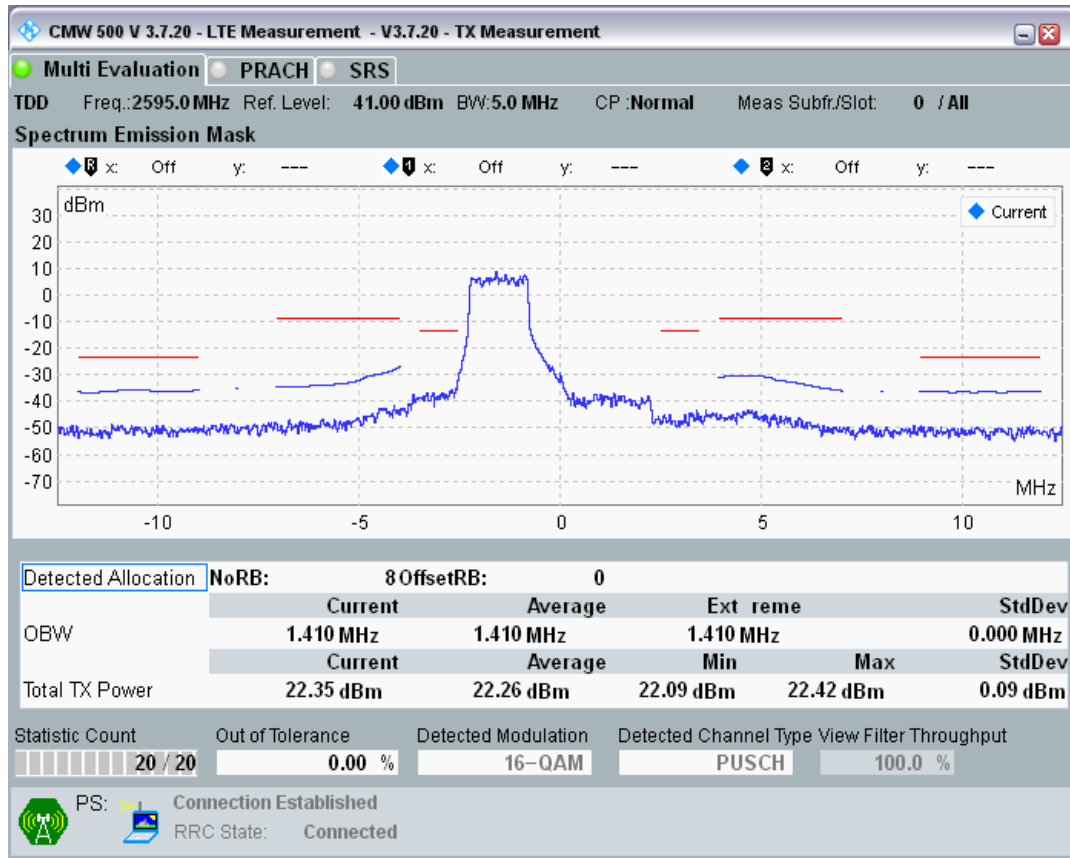 CMW 500 V 3.7.20 - LTE Measurement - V3.7.20 - TX Measurement
Multi Evaluation PRACH SRS
TDD Freq.:2595.0 MHz Ref. Level: 41.00 dBm BW:5.0 MHz CP :Normal Meas Subfr./Slot: 0 / All
Spectrum Emission Mask
R x: Off y: --- 1 x: Off y: --- 2 x: Off y: ---
dBm
Current
30
20
10
0
-10
-20
-30
-40
-50
-60
-70
MHz
-10 -5 0 5 10
Detected Allocation NoRB: 8 OffsetRB: 0
Current Average Ext reme StdDev
OBW 1.410 MHz 1.410 MHz 1.410 MHz 0.000 MHz
Current Average Min Max StdDev
Total TX Power 22.35 dBm 22.26 dBm 22.09 dBm 22.42 dBm 0.09 dBm
Statistic Count Out of Tolerance Detected Modulation Detected Channel Type View Filter Throughput
20 / 20 0.00 % 16-QAM PUSCH 100.0 %
PS: Connection Established
RRC State: Connected